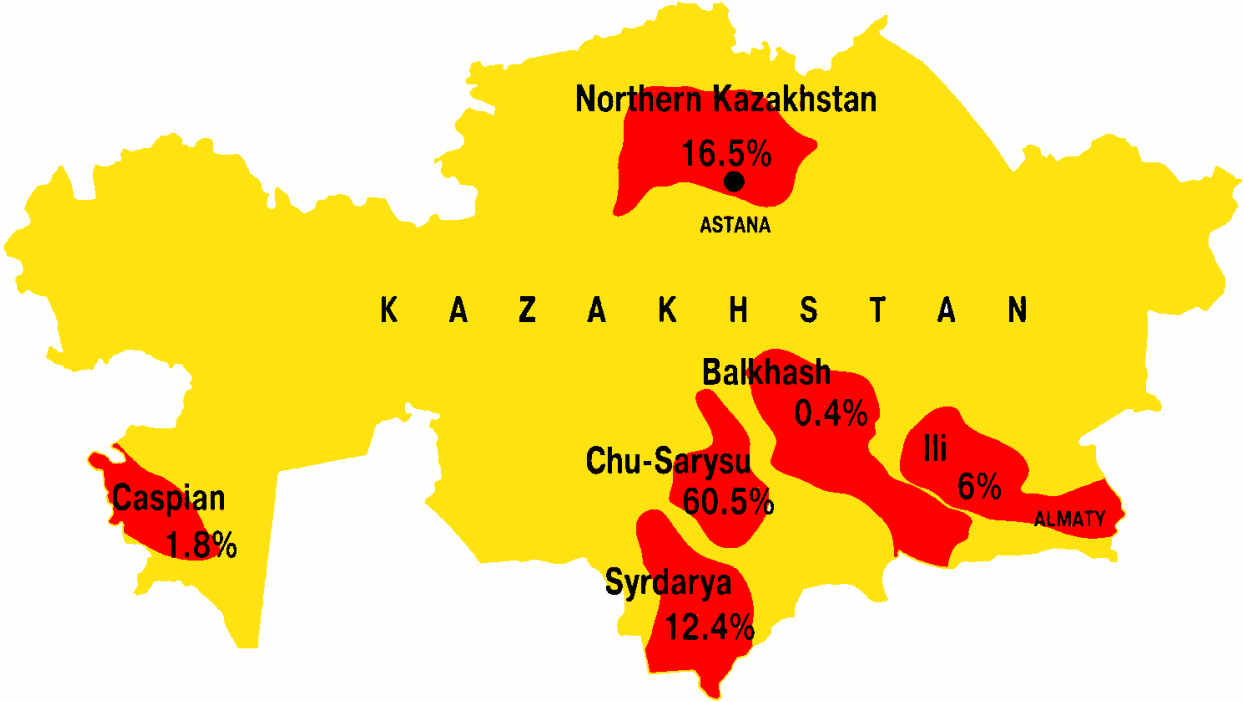 Northern Kazakhstan
16.5%
ASTANA
K A Z A K H S T A N
Balkhash
0.4%
Ili
6%
ALMATY
Chu-Sarysu
60.5%
Caspian
1.8%
Syrdarya
12.4%